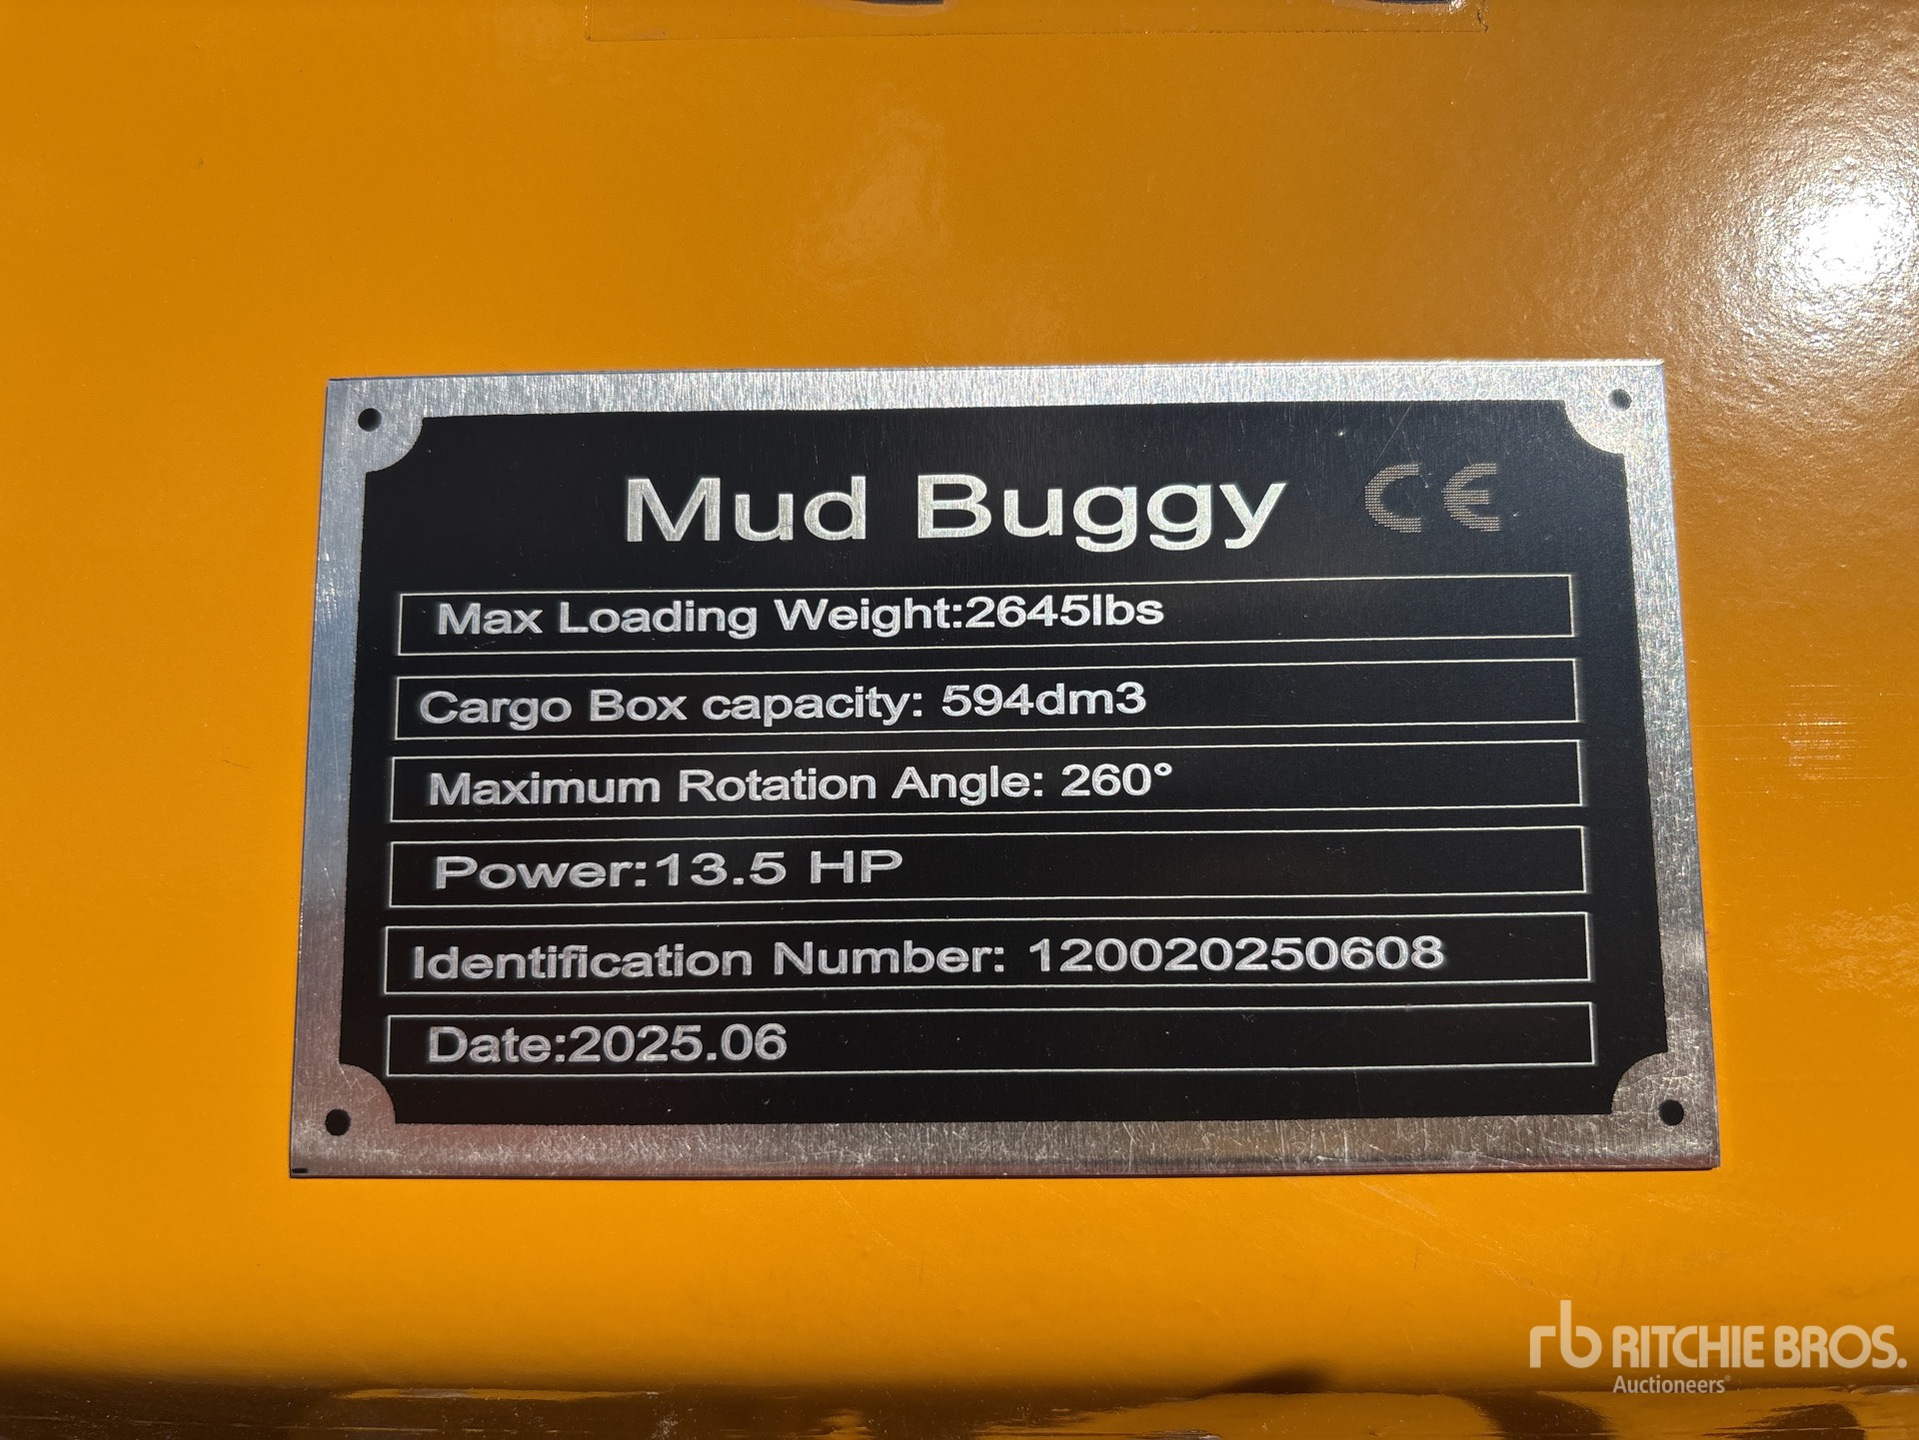 Mud Buggy CE
Max Loading Weight:2645lbs
Cargo Box capacity: 594dm3
Maximum Rotation Angle: 260°
Power:13.5 HP
Identification Number: 120020250608
Date:2025.06
rb RITCHIE BROS.
Auctioneers®